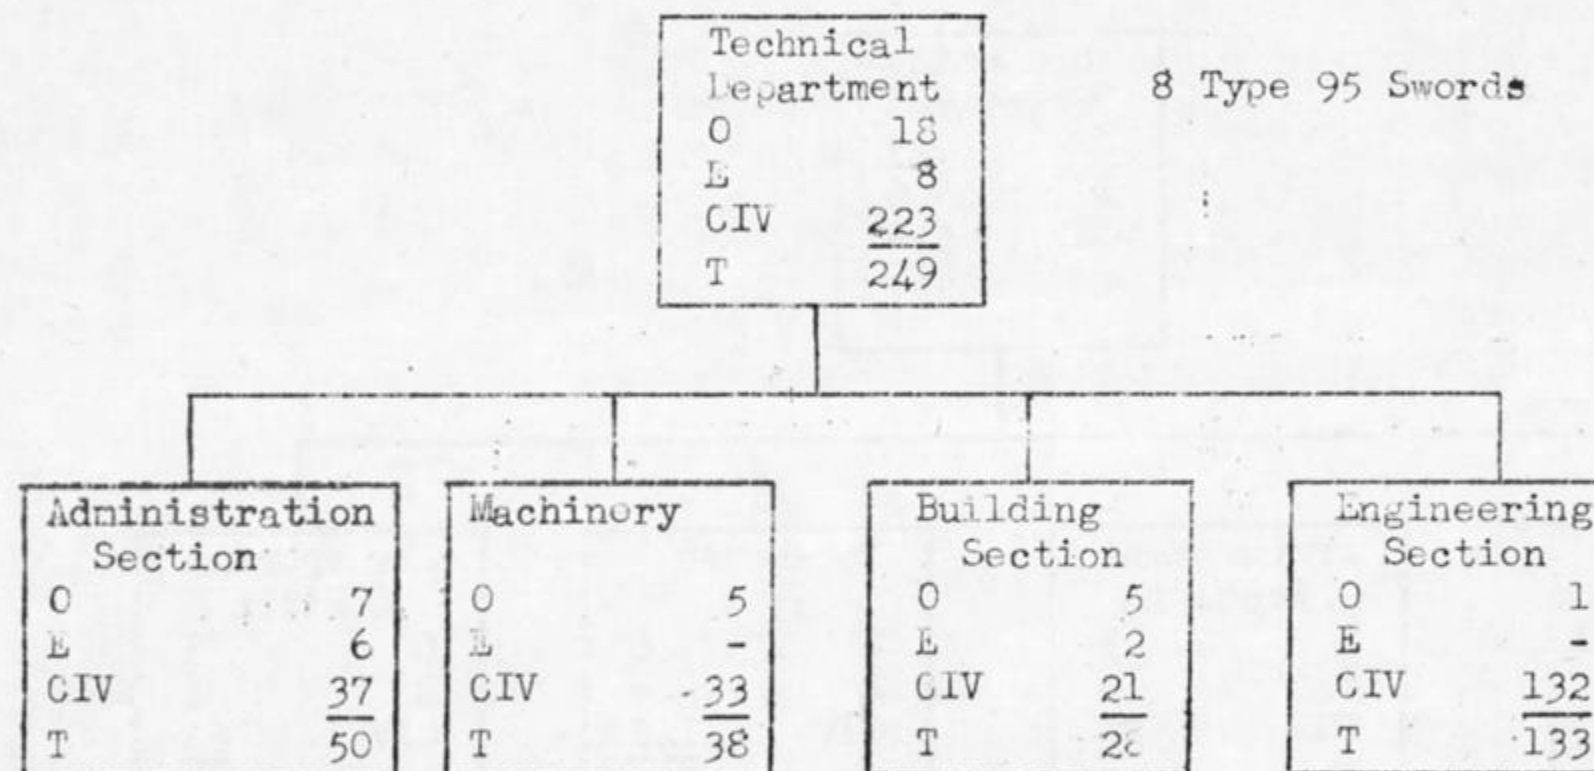 Technical
Department
O 18
E 8
CIV 223
T 249
8 Type 95 Swords
Administration
Section
O 7
E 6
CIV 37
T 50
Machinery
O 5
E -
CIV 33
T 38
Building
Section
O 5
E 2
CIV 21
T 28
Engineering
Section
O 1
E -
CIV 132
T 133